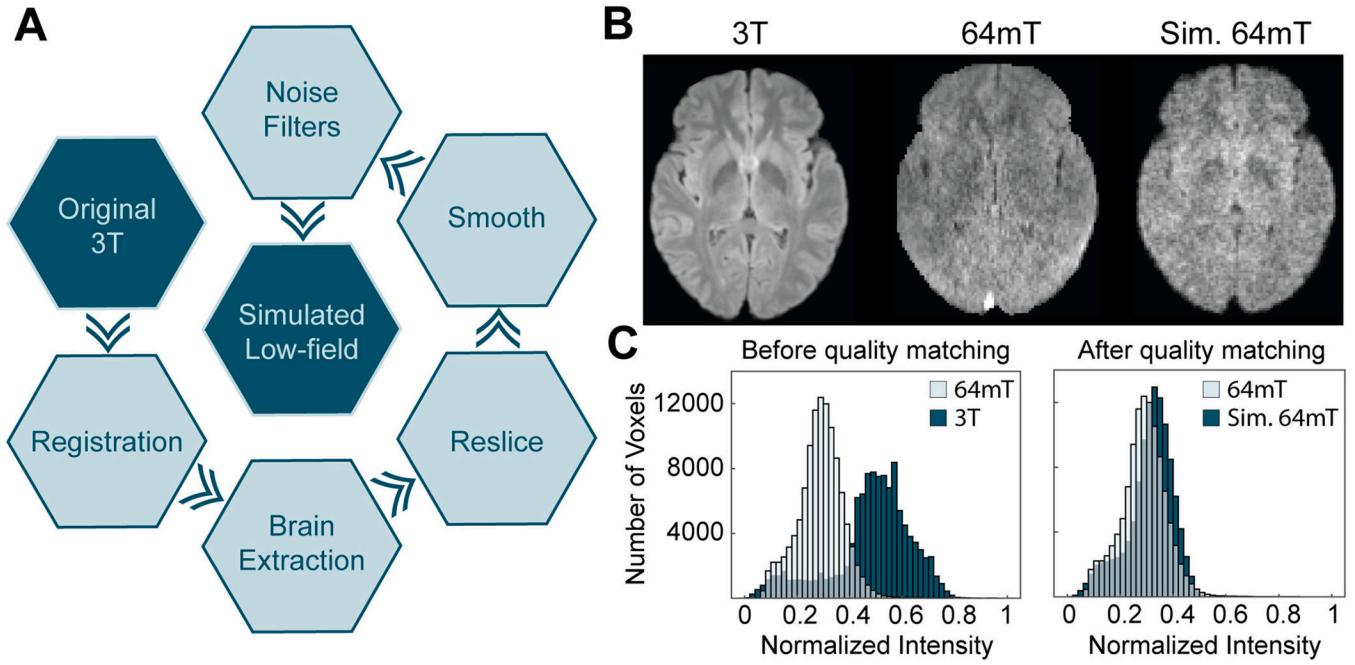 A
Noise
Filters
Original
3T
Smooth
Simulated
Low-field
Registration
Reslice
Brain
Extraction
B
3T
64mT
Sim. 64mT
C
Before quality matching
64mT
3T
12000
8000
4000
Number of Voxels
0
0.2
0.4
0.6
0.8
1
Normalized Intensity
After quality matching
64mT
Sim. 64mT
0
0.2
0.4
0.6
0.8
1
Normalized Intensity